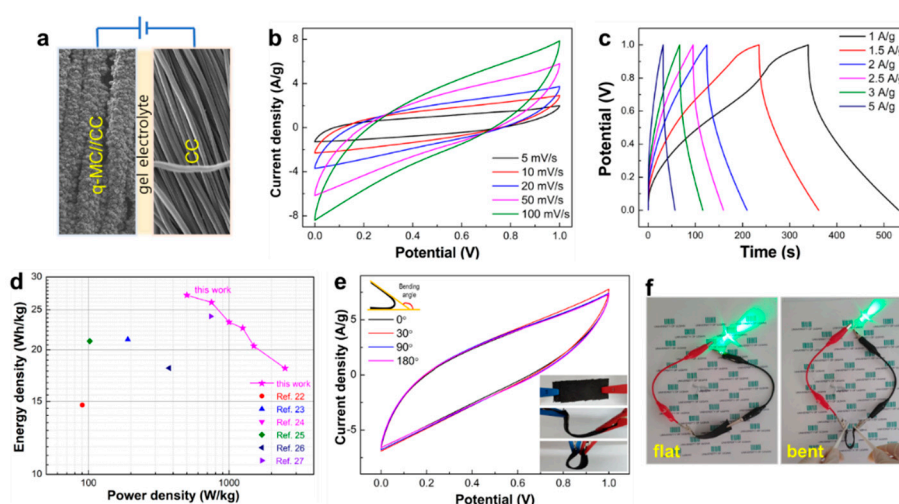 a
q-MC//CC
gel electrolyte
CC
b
Current density (A/g)
8
4
0
-4
-8
5 mV/s
10 mV/s
20 mV/s
50 mV/s
100 mV/s
0.0 0.2 0.4 0.6 0.8 1.0
Potential (V)
c
Potential (V)
1.0
0.8
0.6
0.4
0.2
0.0
1 A/g
1.5 A/g
2 A/g
2.5 A/g
3 A/g
5 A/g
0 100 200 300 400 500
Time (s)
d
Energy density (Wh/kg)
30
25
20
15
10
this work
this work
Ref. 22
Ref. 23
Ref. 24
Ref. 25
Ref. 26
Ref. 27
100 1000
Power density (W/kg)
e
Current density (A/g)
5
0
-5
Bending
angle
0°
30°
90°
180°
0.0 0.2 0.4 0.6 0.8 1.0
Potential (V)
f
flat
bent